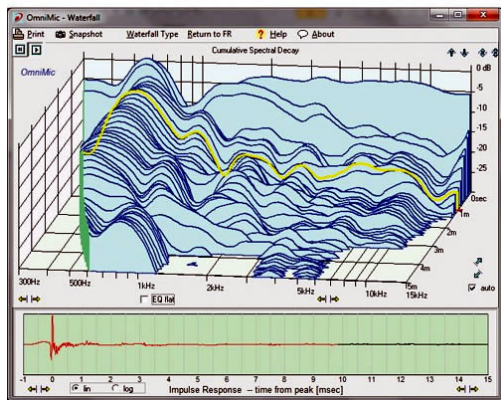 OmniMic - Waterfall
Print Snapshot Waterfall Type Return to FR ? Help About
Cumulative Spectral Decay
OmniMic
0 dB
-5
-10
-15
-20
-25
0sec
1m
2m
3m
4m
5m
300Hz 500Hz 1kHz 2kHz 5kHz 10kHz 15kHz
EQ flat
auto
-1 0 1 2 3 4 5 6 7 8 9 10 11 12 13 14 15
lin log Impulse Response -- time from peak [msec]